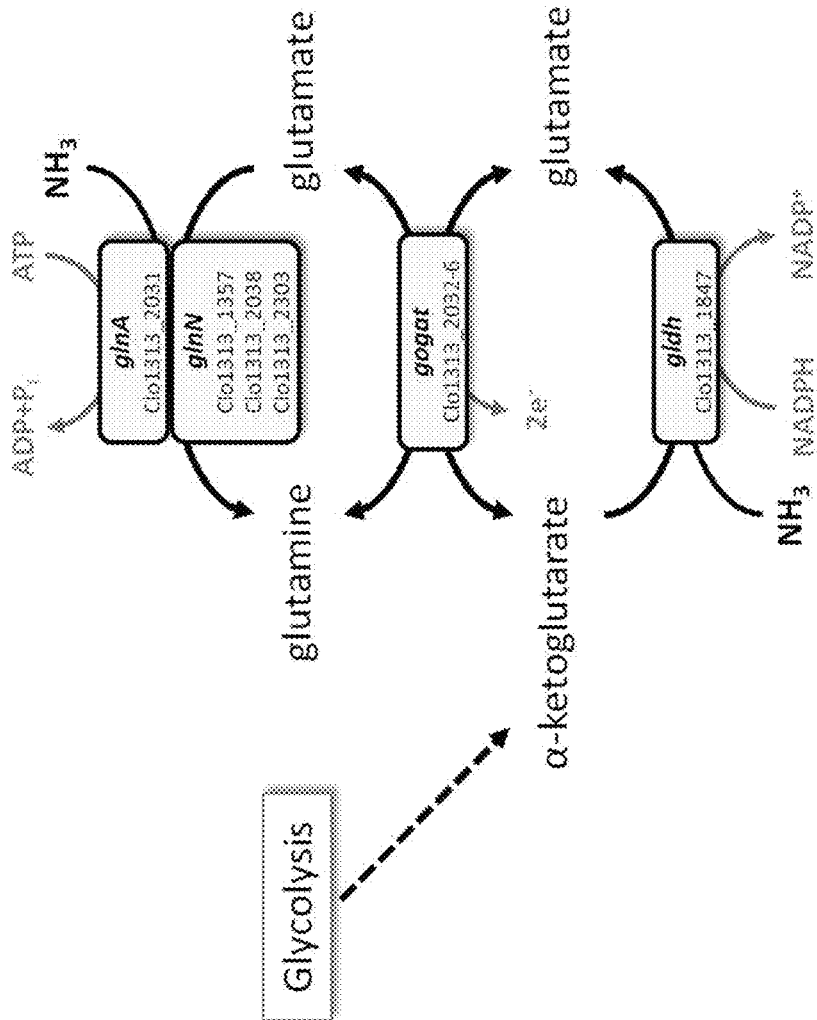 Glycolysis
ADP+Pi
ATP
NH₃
glnA
Clo1313_2031
glnN
Clo1313_1357
Clo1313_2038
Clo1313_2303
glutamine
glutamate
gogat
Clo1313_2032-6
2e⁻
α-ketoglutarate
glutamate
gldh
Clo1313_1847
NH₃
NADPH
NADP⁺